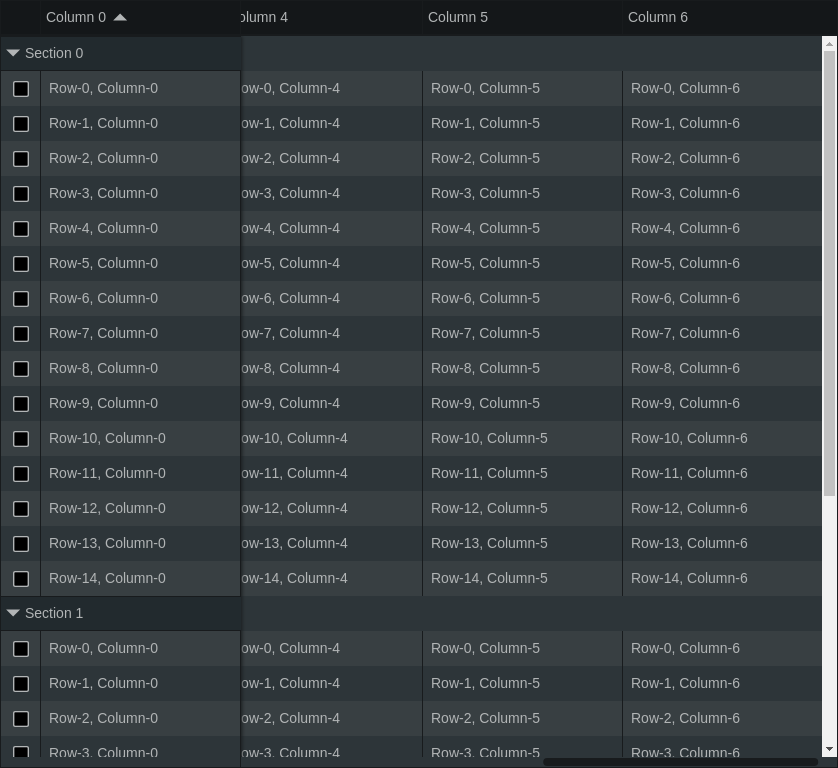 Column 0 olumn 4 Column 5 Column 6
Section 0
Row-0, Column-0 ow-0, Column-4 Row-0, Column-5 Row-0, Column-6
Row-1, Column-0 ow-1, Column-4 Row-1, Column-5 Row-1, Column-6
Row-2, Column-0 ow-2, Column-4 Row-2, Column-5 Row-2, Column-6
Row-3, Column-0 ow-3, Column-4 Row-3, Column-5 Row-3, Column-6
Row-4, Column-0 ow-4, Column-4 Row-4, Column-5 Row-4, Column-6
Row-5, Column-0 ow-5, Column-4 Row-5, Column-5 Row-5, Column-6
Row-6, Column-0 ow-6, Column-4 Row-6, Column-5 Row-6, Column-6
Row-7, Column-0 ow-7, Column-4 Row-7, Column-5 Row-7, Column-6
Row-8, Column-0 ow-8, Column-4 Row-8, Column-5 Row-8, Column-6
Row-9, Column-0 ow-9, Column-4 Row-9, Column-5 Row-9, Column-6
Row-10, Column-0 ow-10, Column-4 Row-10, Column-5 Row-10, Column-6
Row-11, Column-0 ow-11, Column-4 Row-11, Column-5 Row-11, Column-6
Row-12, Column-0 ow-12, Column-4 Row-12, Column-5 Row-12, Column-6
Row-13, Column-0 ow-13, Column-4 Row-13, Column-5 Row-13, Column-6
Row-14, Column-0 ow-14, Column-4 Row-14, Column-5 Row-14, Column-6
Section 1
Row-0, Column-0 ow-0, Column-4 Row-0, Column-5 Row-0, Column-6
Row-1, Column-0 ow-1, Column-4 Row-1, Column-5 Row-1, Column-6
Row-2, Column-0 ow-2, Column-4 Row-2, Column-5 Row-2, Column-6
Row-3, Column-0 ow-3, Column-4 Row-3, Column-5 Row-3, Column-6